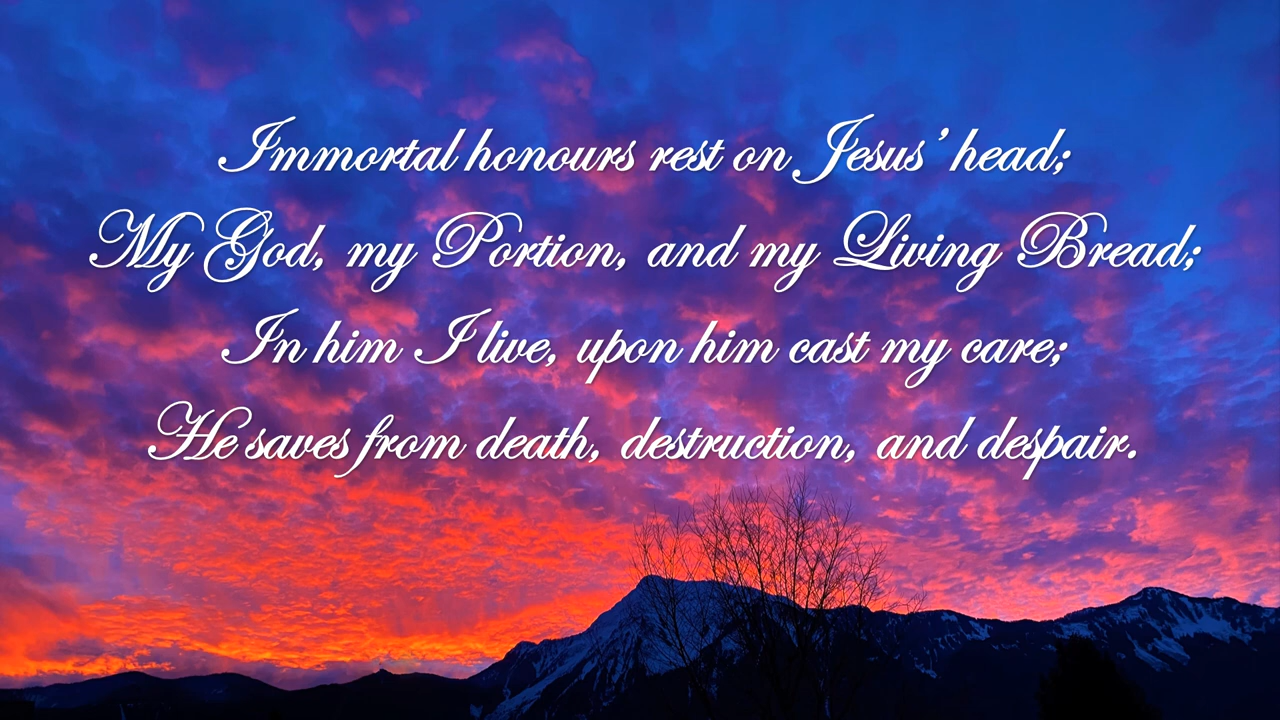 Immortal honours rest on Jesus’ head;
My God, my Portion, and my Living Bread;
In him I live, upon him cast my care;
He saves from death, destruction, and despair.